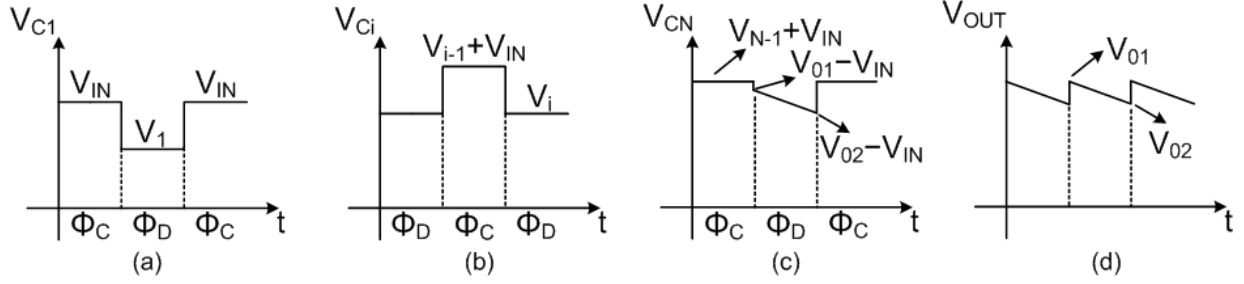 V_C1
V_IN
V_1
V_IN
Φ_C Φ_D Φ_C t
(a)
V_Ci
V_i-1+V_IN
V_i
Φ_D Φ_C Φ_D t
(b)
V_CN
V_N-1+V_IN
V_01−V_IN
V_02−V_IN
Φ_C Φ_D Φ_C t
(c)
V_OUT
V_01
V_02
t
(d)